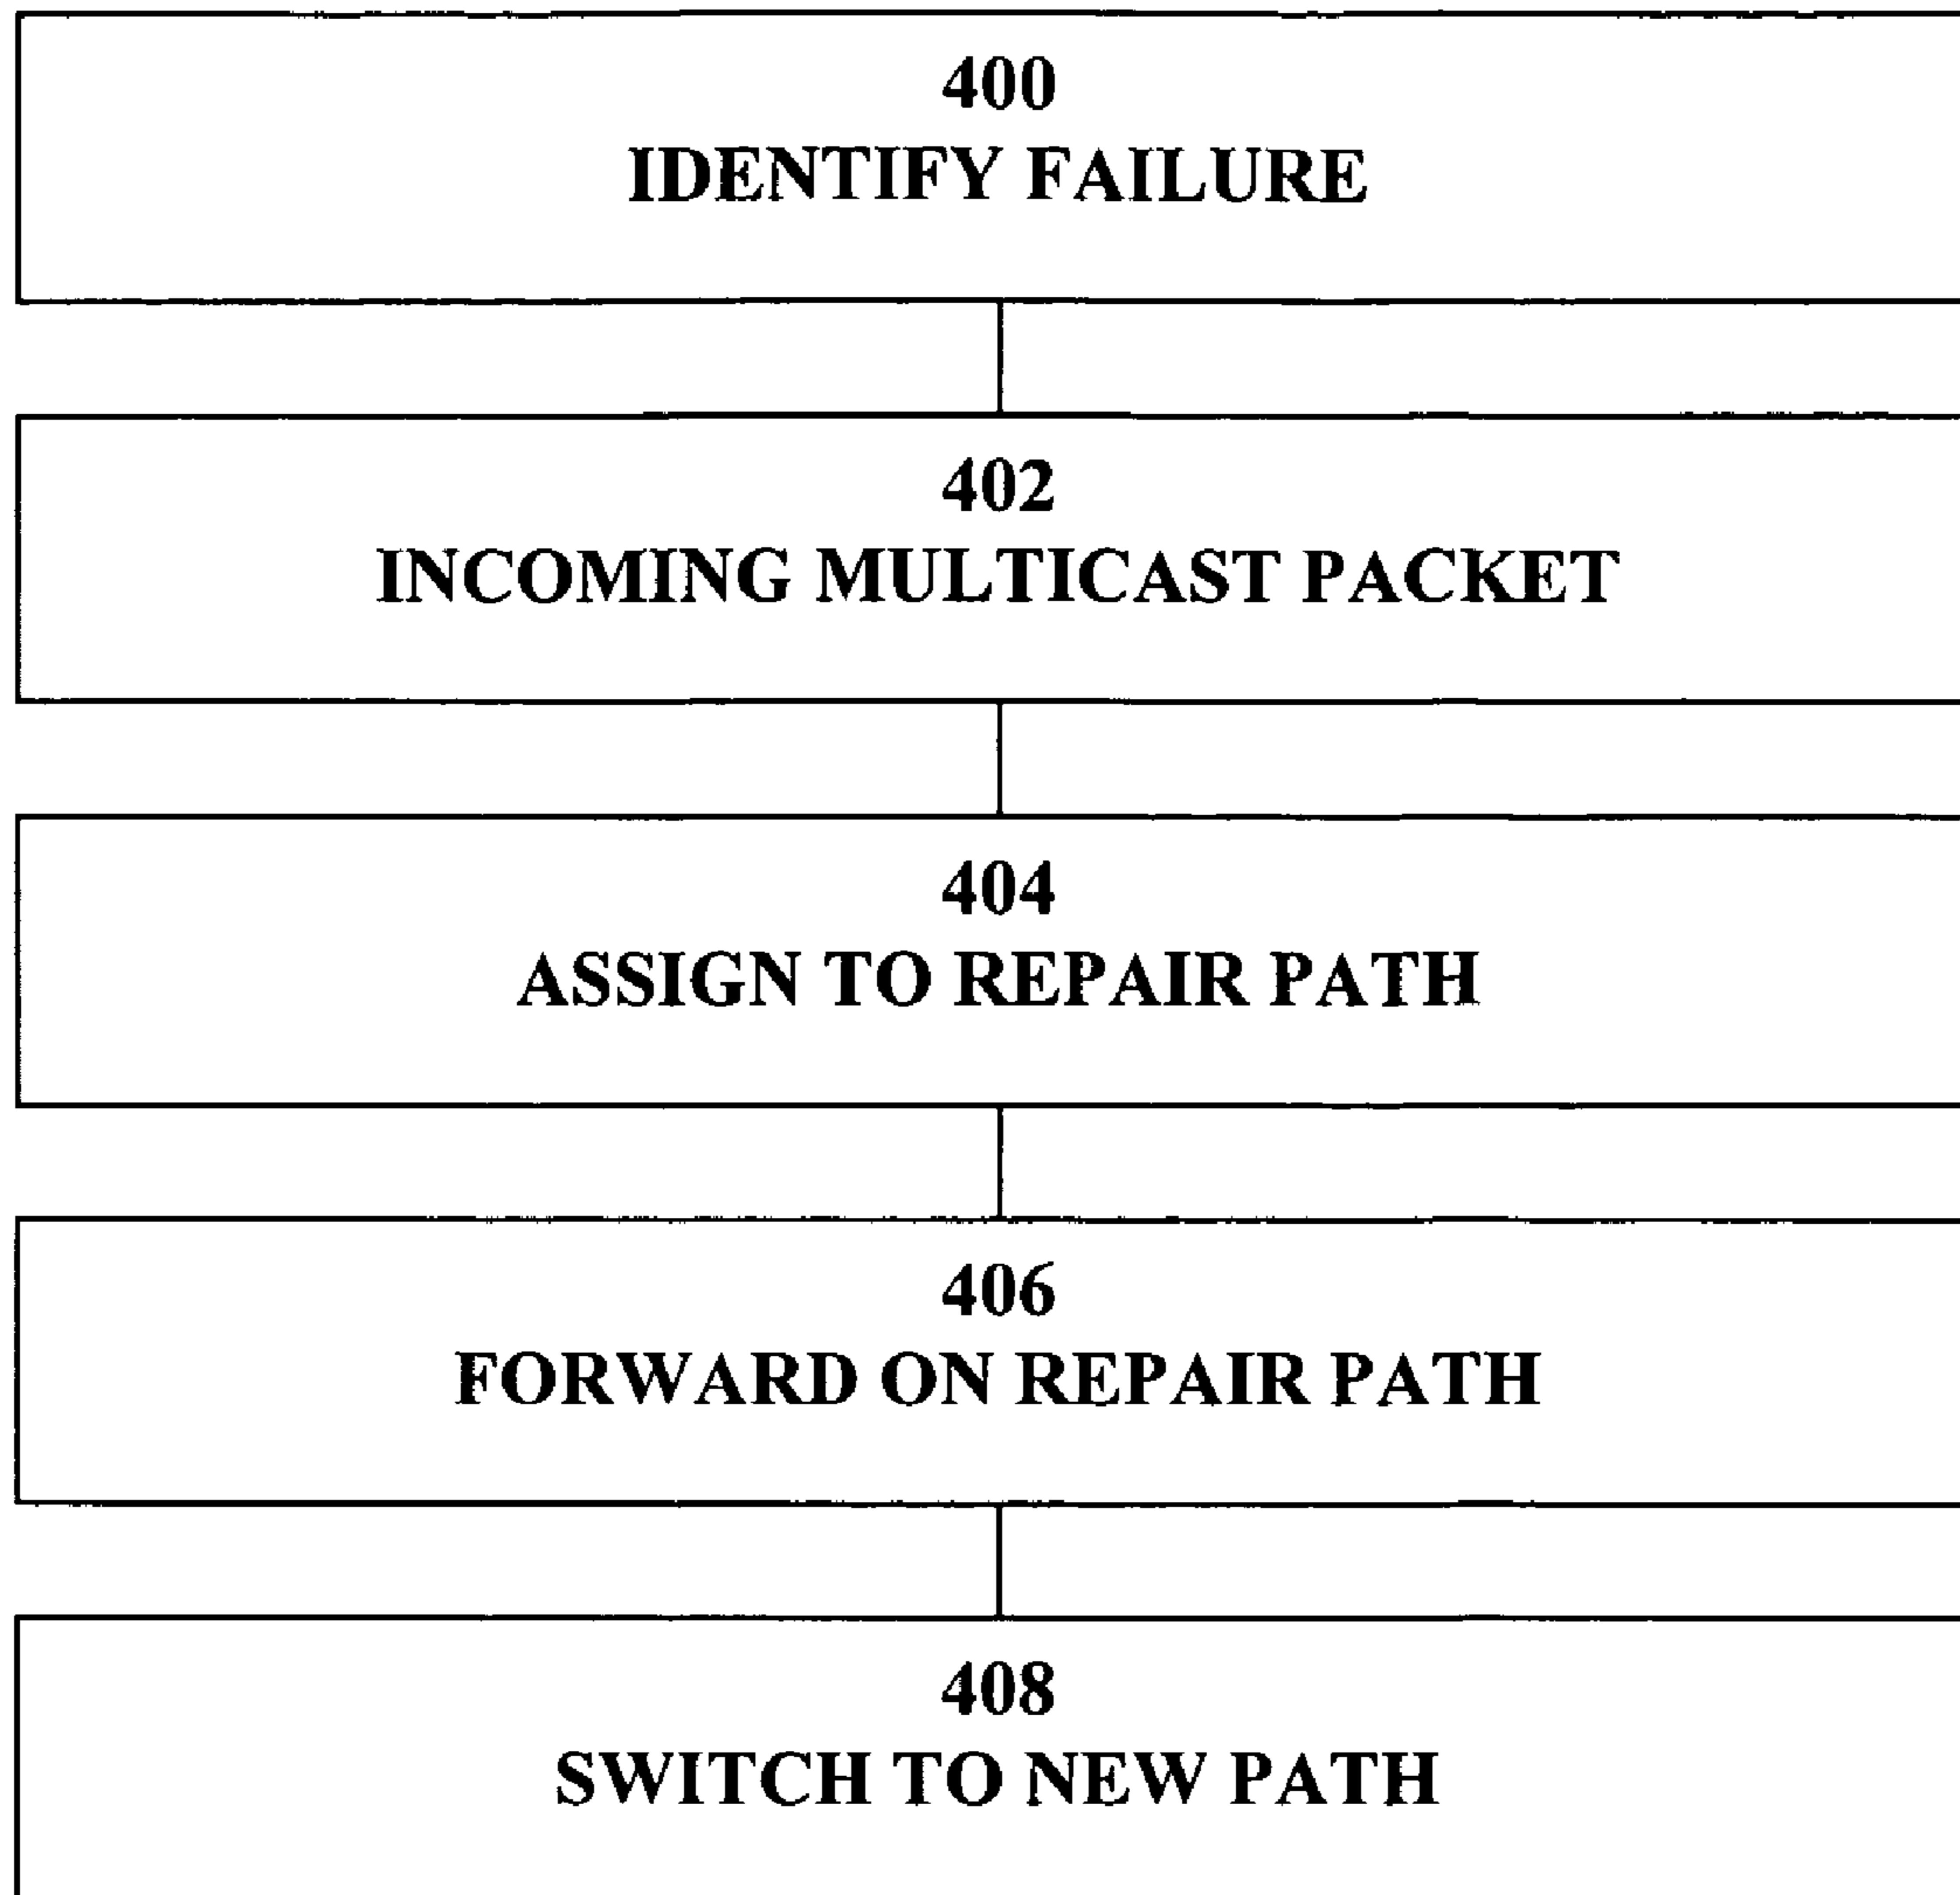 400
IDENTIFY FAILURE
402
INCOMING MULTICAST PACKET
404
ASSIGN TO REPAIR PATH
406
FORWARD ON REPAIR PATH
408
SWITCH TO NEW PATH